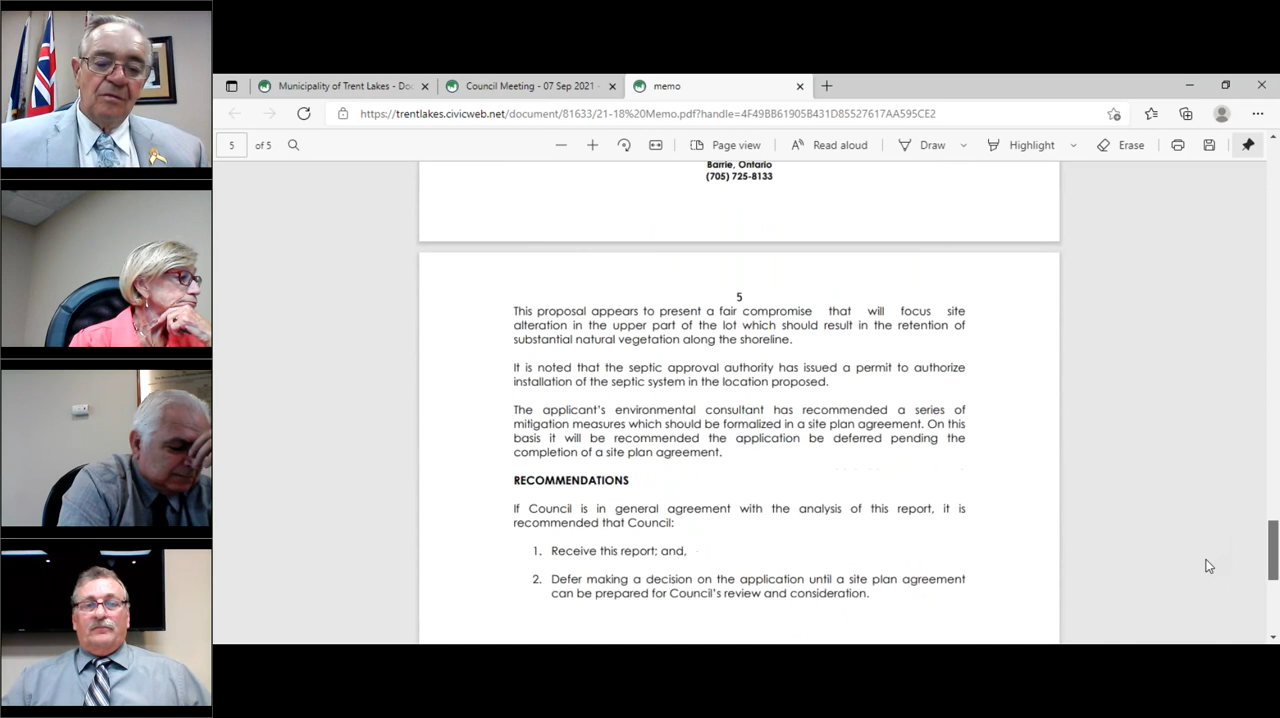 Municipality of Trent Lakes - Doc
Council Meeting - 07 Sep 2021 -
memo
https://trentlakes.civicweb.net/document/81633/21-18%20Memo.pdf?handle=4F49BB61905B431D85527617AA595CE2
5 of 5
Page view
Read aloud
Draw
Highlight
Erase
Barrie, Ontario
(705) 725-8133
5
This proposal appears to present a fair compromise that will focus site
alteration in the upper part of the lot which should result in the retention of
substantial natural vegetation along the shoreline.
It is noted that the septic approval authority has issued a permit to authorize
installation of the septic system in the location proposed.
The applicant's environmental consultant has recommended a series of
mitigation measures which should be formalized in a site plan agreement. On this
basis it will be recommended the application be deferred pending the
completion of a site plan agreement.
RECOMMENDATIONS
If Council is in general agreement with the analysis of this report, it is
recommended that Council:
1. Receive this report; and,
2. Defer making a decision on the application until a site plan agreement
can be prepared for Council's review and consideration.